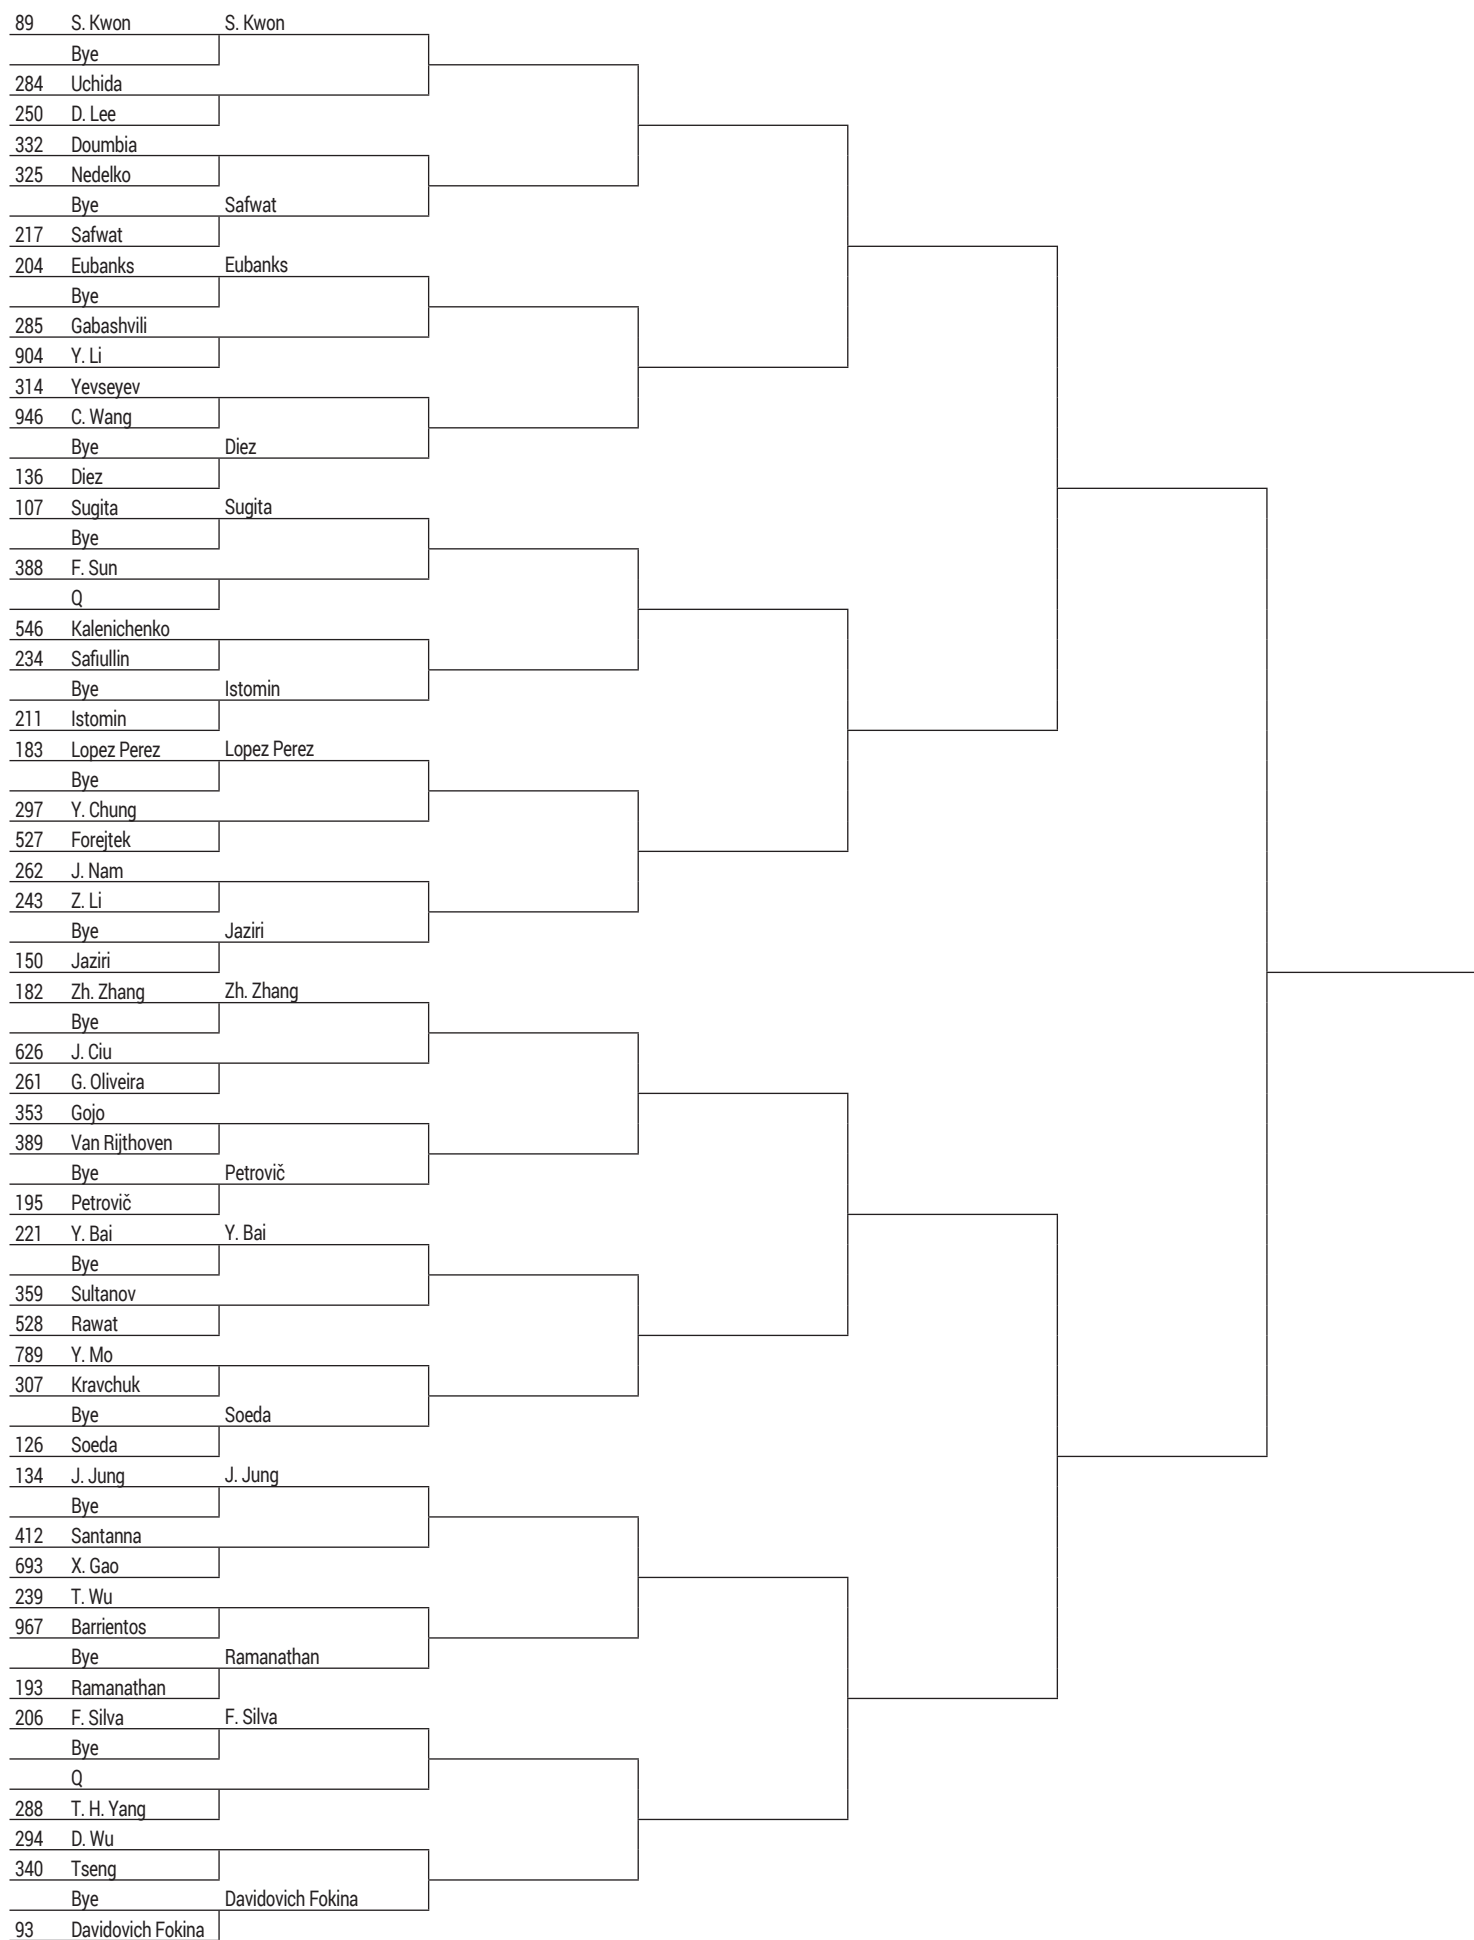 89 S. Kwon S. Kwon
Bye
284 Uchida
250 D. Lee
332 Doumbia
325 Nedelko
Bye Safwat
217 Safwat
204 Eubanks Eubanks
Bye
285 Gabashvili
904 Y. Li
314 Yevseyev
946 C. Wang
Bye Diez
136 Diez
107 Sugita Sugita
Bye
388 F. Sun
Q
546 Kalenichenko
234 Safiullin
Bye Istomin
211 Istomin
183 Lopez Perez Lopez Perez
Bye
297 Y. Chung
527 Forejtek
262 J. Nam
243 Z. Li
Bye Jaziri
150 Jaziri
182 Zh. Zhang Zh. Zhang
Bye
626 J. Ciu
261 G. Oliveira
353 Gojo
389 Van Rijthoven
Bye Petrovič
195 Petrovič
221 Y. Bai Y. Bai
Bye
359 Sultanov
528 Rawat
789 Y. Mo
307 Kravchuk
Bye Soeda
126 Soeda
134 J. Jung J. Jung
Bye
412 Santanna
693 X. Gao
239 T. Wu
967 Barrientos
Bye Ramanathan
193 Ramanathan
206 F. Silva F. Silva
Bye
Q
288 T. H. Yang
294 D. Wu
340 Tseng
Bye Davidovich Fokina
93 Davidovich Fokina